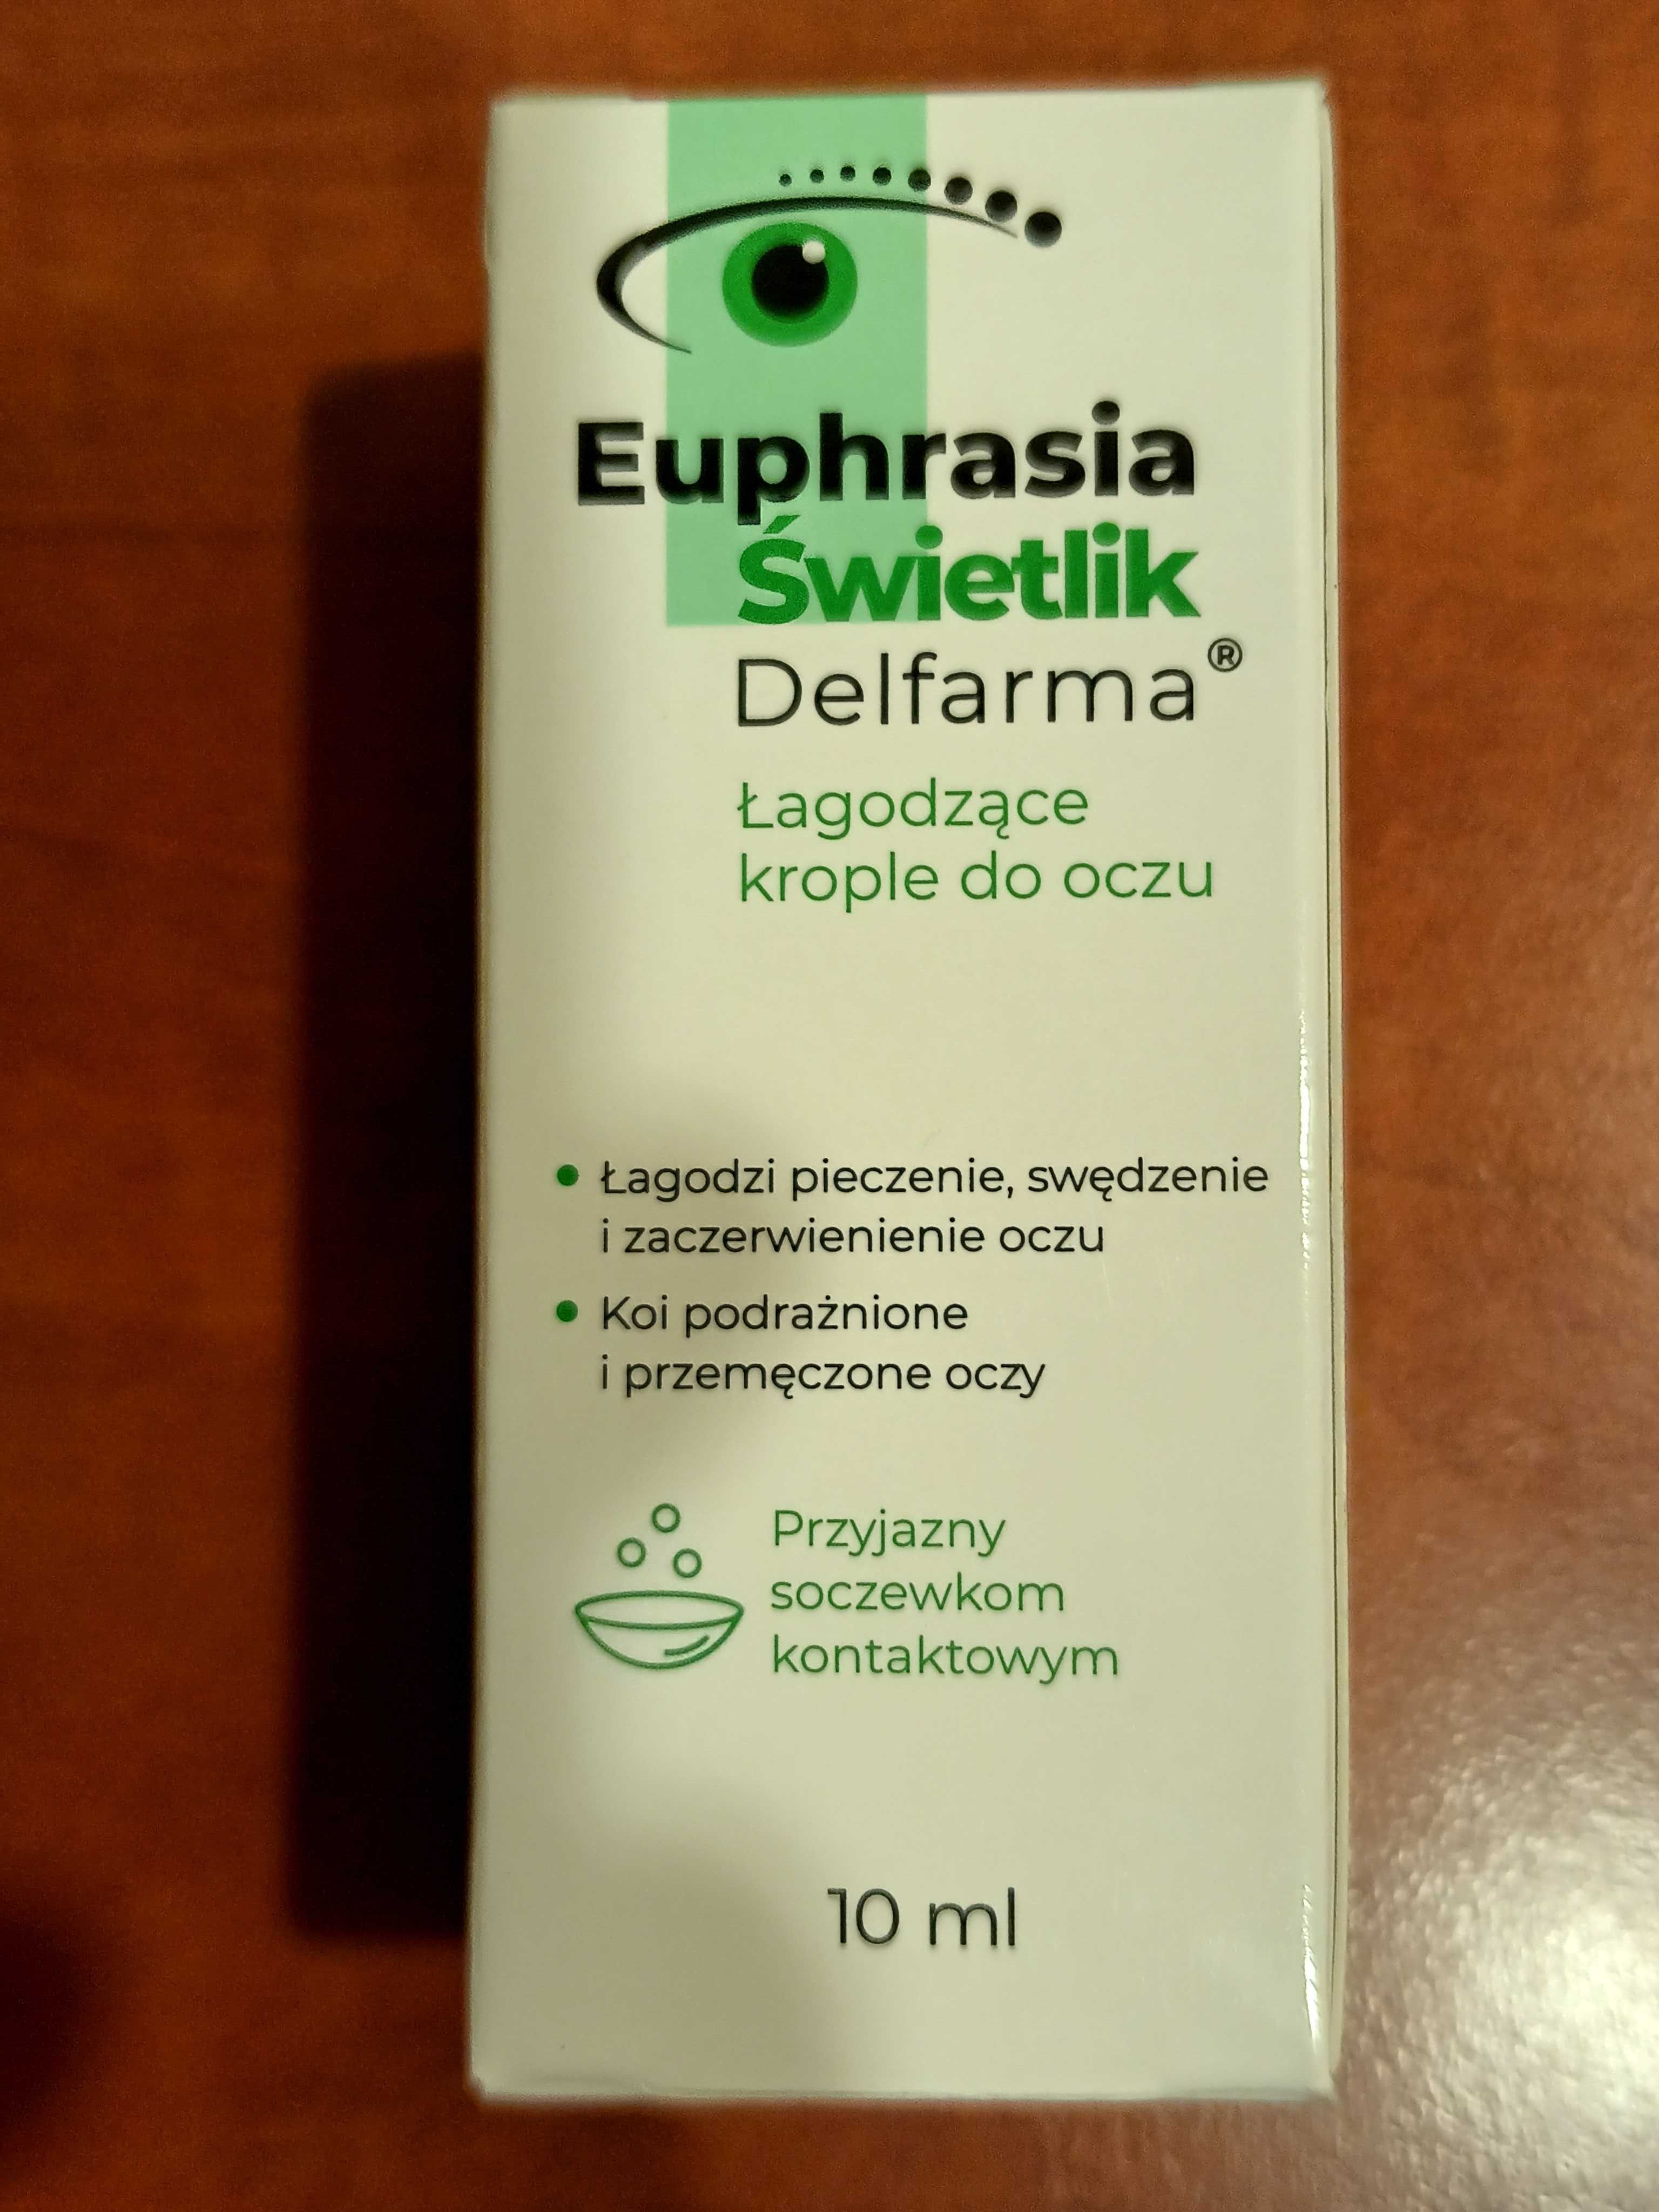 Euphrasia
Świetlik
Delfarma®
Łagodzące
krople do oczu
• Łagodzi pieczenie, swędzenie
i zaczerwienienie oczu
• Koi podrażnione
i przemęczone oczy
Przyjazny
soczewkom
kontaktowym
10 ml